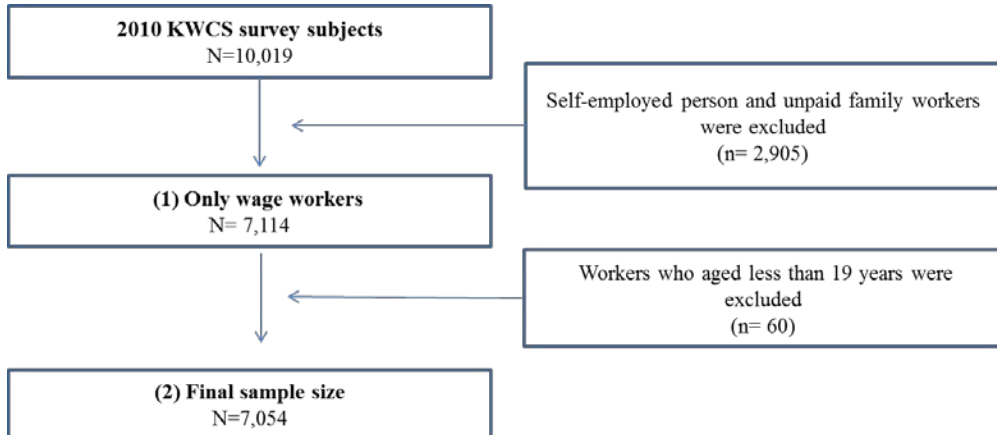 2010 KWCS survey subjects
N=10,019
Self-employed person and unpaid family workers
were excluded
(n= 2,905)
(1) Only wage workers
N= 7,114
Workers who aged less than 19 years were
excluded
(n= 60)
(2) Final sample size
N=7,054